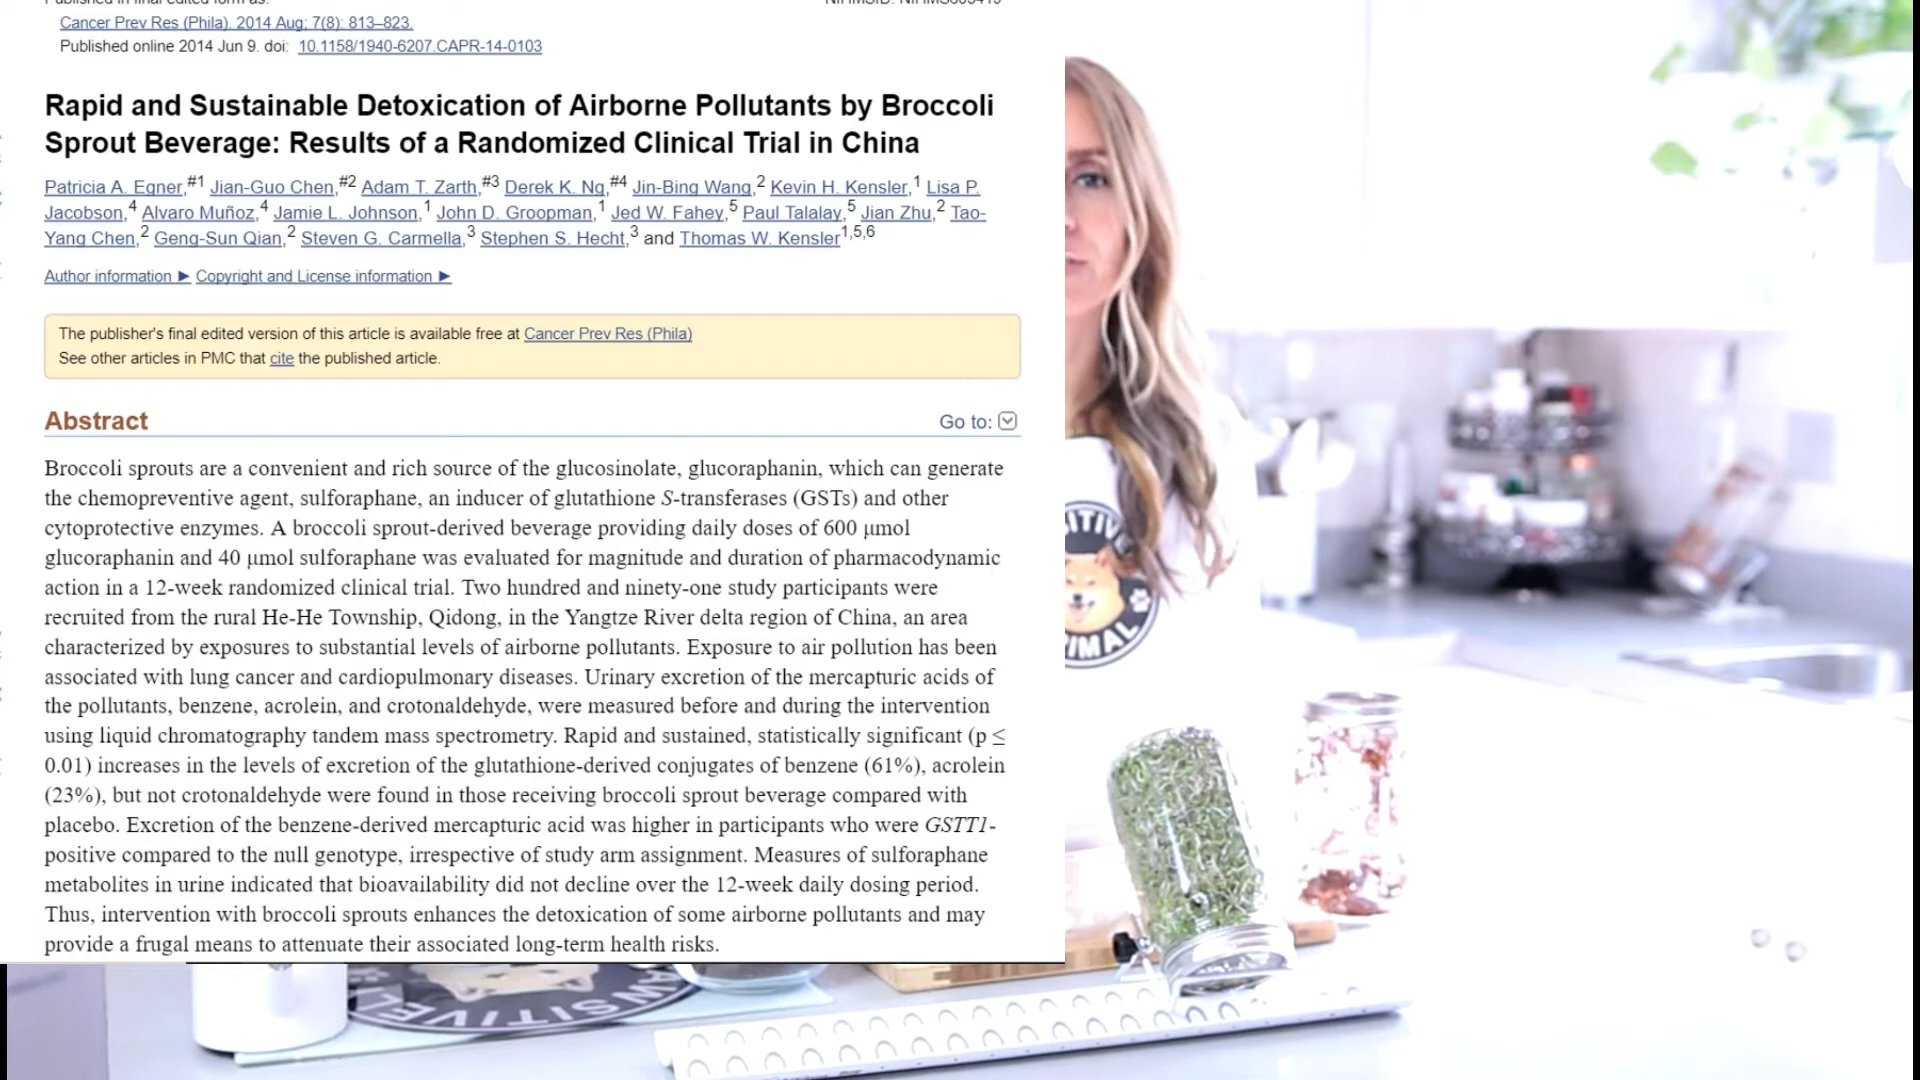 Published in final edited form as:
Cancer Prev Res (Phila). 2014 Aug; 7(8): 813–823.
Published online 2014 Jun 9. doi: 10.1158/1940-6207.CAPR-14-0103
Rapid and Sustainable Detoxication of Airborne Pollutants by Broccoli
Sprout Beverage: Results of a Randomized Clinical Trial in China
Patricia A. Egner,#1 Jian-Guo Chen,#2 Adam T. Zarth,#3 Derek K. Ng,#4 Jin-Bing Wang,2 Kevin H. Kensler,1 Lisa P.
Jacobson,4 Alvaro Muñoz,4 Jamie L. Johnson,1 John D. Groopman,1 Jed W. Fahey,5 Paul Talalay,5 Jian Zhu,2 Tao-
Yang Chen,2 Geng-Sun Qian,2 Steven G. Carmella,3 Stephen S. Hecht,3 and Thomas W. Kensler1,5,6
Author information ► Copyright and License information ►
The publisher's final edited version of this article is available free at Cancer Prev Res (Phila)
See other articles in PMC that cite the published article.
Abstract
Go to:
Broccoli sprouts are a convenient and rich source of the glucosinolate, glucoraphanin, which can generate
the chemopreventive agent, sulforaphane, an inducer of glutathione S-transferases (GSTs) and other
cytoprotective enzymes. A broccoli sprout-derived beverage providing daily doses of 600 μmol
glucoraphanin and 40 μmol sulforaphane was evaluated for magnitude and duration of pharmacodynamic
action in a 12-week randomized clinical trial. Two hundred and ninety-one study participants were
recruited from the rural He-He Township, Qidong, in the Yangtze River delta region of China, an area
characterized by exposures to substantial levels of airborne pollutants. Exposure to air pollution has been
associated with lung cancer and cardiopulmonary diseases. Urinary excretion of the mercapturic acids of
the pollutants, benzene, acrolein, and crotonaldehyde, were measured before and during the intervention
using liquid chromatography tandem mass spectrometry. Rapid and sustained, statistically significant (p ≤
0.01) increases in the levels of excretion of the glutathione-derived conjugates of benzene (61%), acrolein
(23%), but not crotonaldehyde were found in those receiving broccoli sprout beverage compared with
placebo. Excretion of the benzene-derived mercapturic acid was higher in participants who were GSTT1-
positive compared to the null genotype, irrespective of study arm assignment. Measures of sulforaphane
metabolites in urine indicated that bioavailability did not decline over the 12-week daily dosing period.
Thus, intervention with broccoli sprouts enhances the detoxication of some airborne pollutants and may
provide a frugal means to attenuate their associated long-term health risks.
SITIV
IMAL
AWSITIVEL